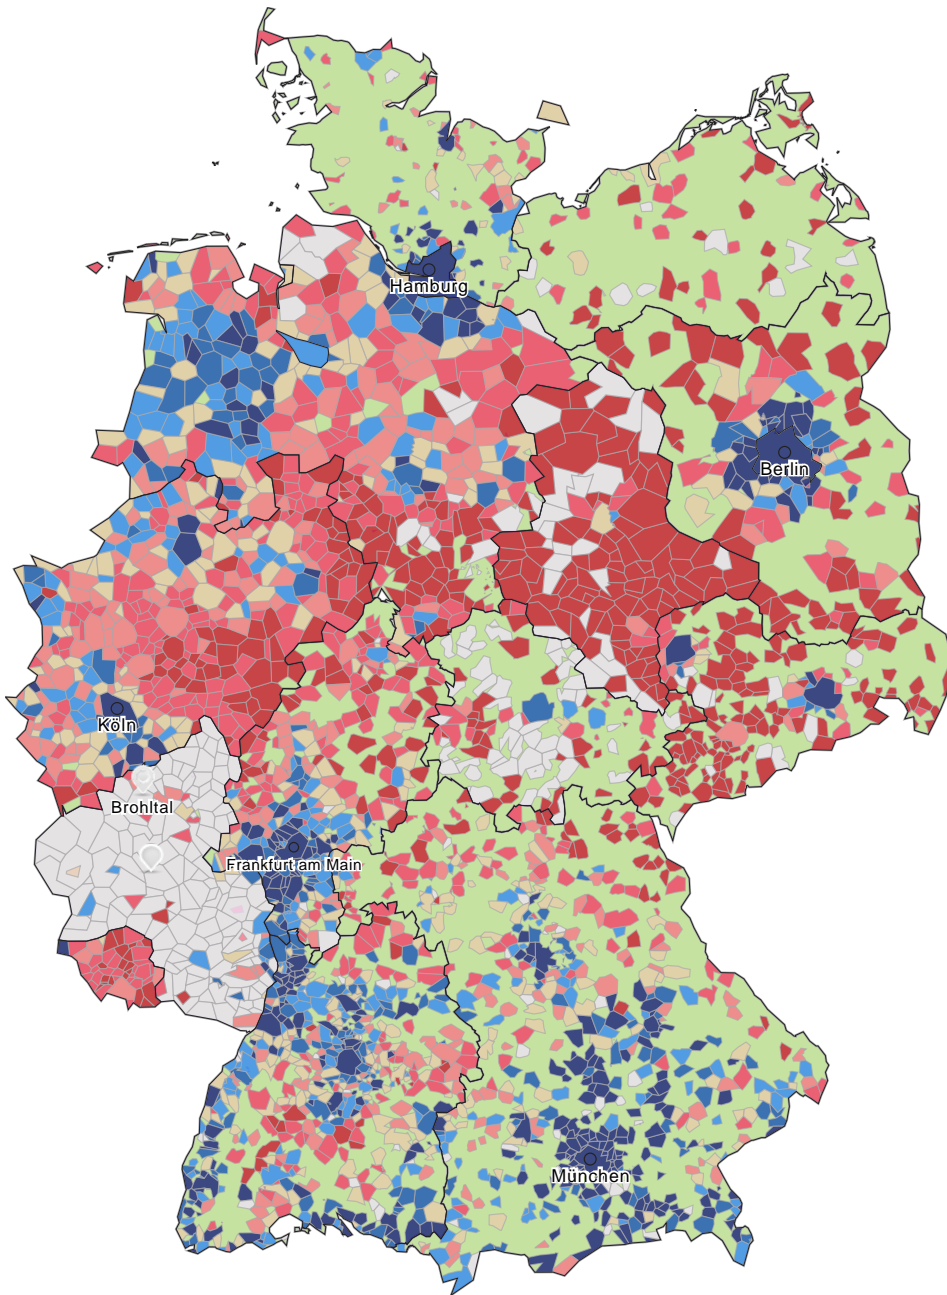 Hamburg
Berlin
Köln
Brohltal
Frankfurt am Main
München